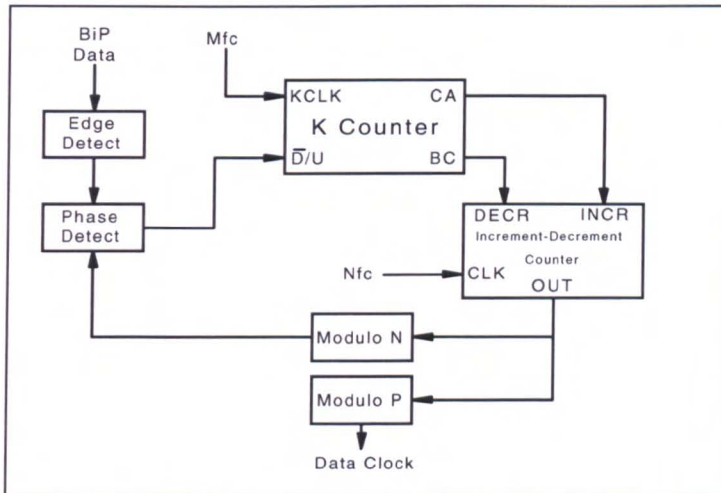 BiP
Data
Mfc
KCLK CA
K Counter
D̅/U BC
Edge
Detect
Phase
Detect
DECR INCR
Increment-Decrement
Counter
Nfc
CLK
OUT
Modulo N
Modulo P
Data Clock